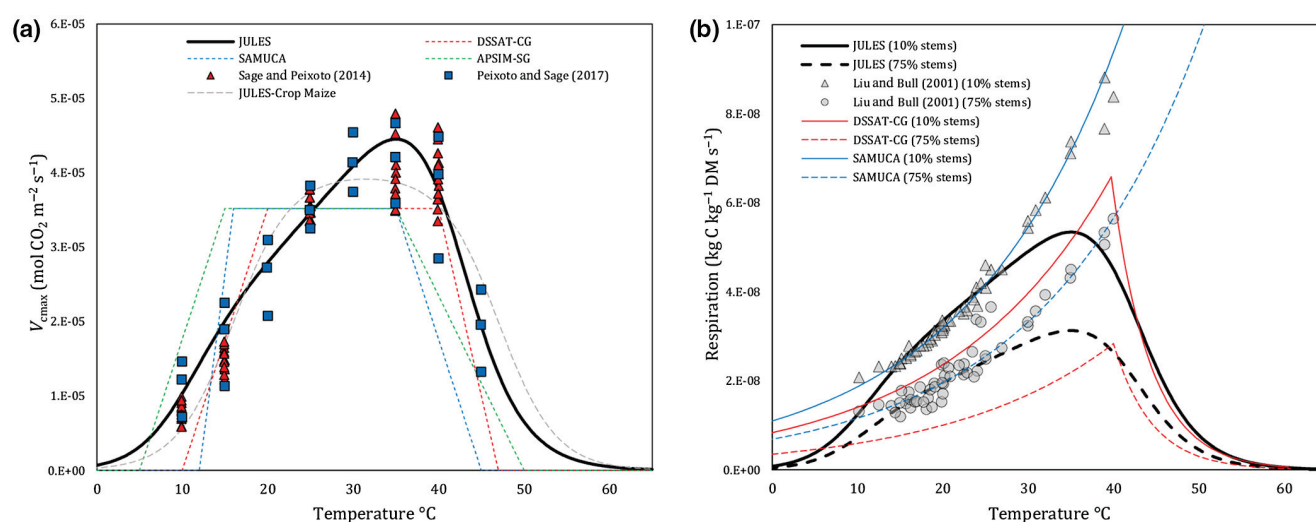 (a)
6.E-05
5.E-05
4.E-05
3.E-05
2.E-05
1.E-05
0.E+00
Vcmax (mol CO2 m−2 s−1)
JULES
DSSAT-CG
SAMUCA
APSIM-SG
Sage and Peixoto (2014)
Peixoto and Sage (2017)
JULES-Crop Maize
0 10 20 30 40 50 60
Temperature °C
(b)
1.E-07
8.E-08
6.E-08
4.E-08
2.E-08
0.E+00
Respiration (kg C kg−1 DM s−1)
JULES (10% stems)
JULES (75% stems)
Liu and Bull (2001) (10% stems)
Liu and Bull (2001) (75% stems)
DSSAT-CG (10% stems)
DSSAT-CG (75% stems)
SAMUCA (10% stems)
SAMUCA (75% stems)
0 10 20 30 40 50 60
Temperature °C